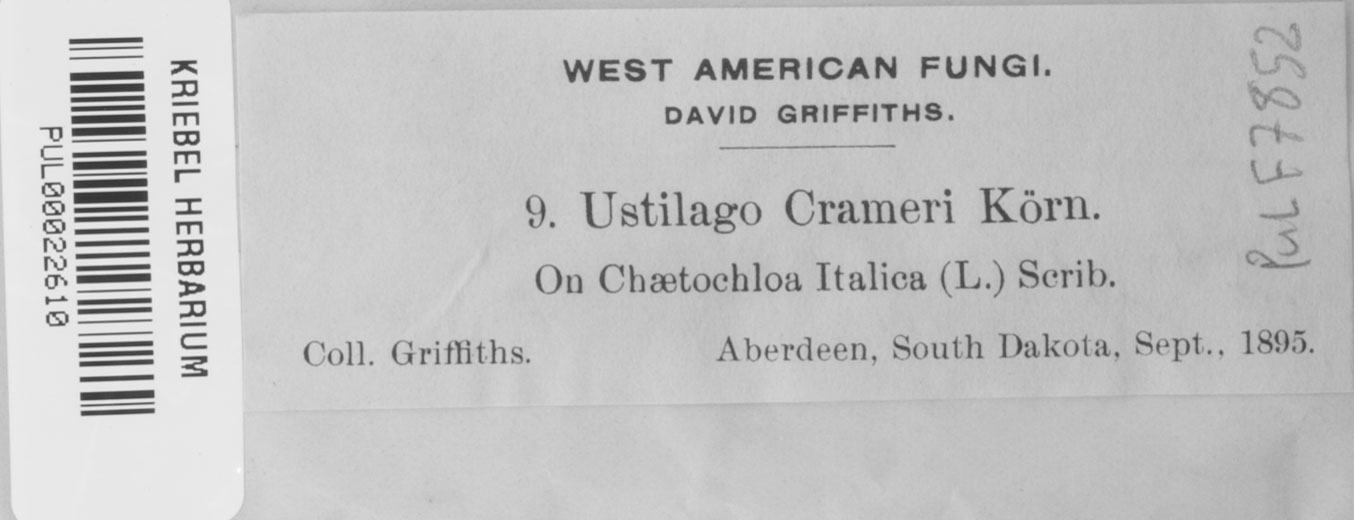 KRIEBEL HERBARIUM
PUL00022610
WEST AMERICAN FUNGI.
DAVID GRIFFITHS.
9. Ustilago Crameri Körn.
On Chætochloa Italica (L.) Scrib.
Coll. Griffiths. Aberdeen, South Dakota, Sept., 1895.
PUL F27852